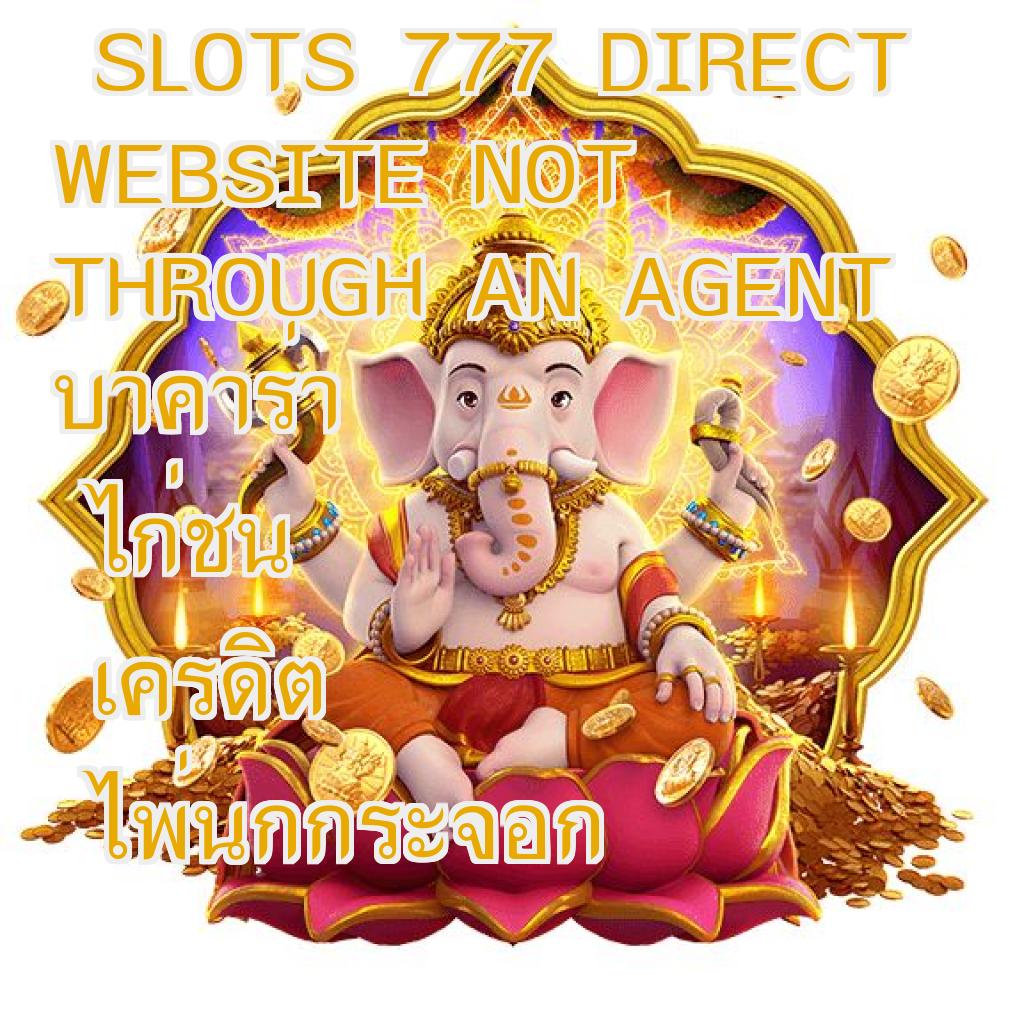 SLOTS 777 DIRECT
WEBSITE NOT
THROUGH AN AGENT
บาคารา
ไก่ชน
เครดิต
ไพ่นกกระจอก